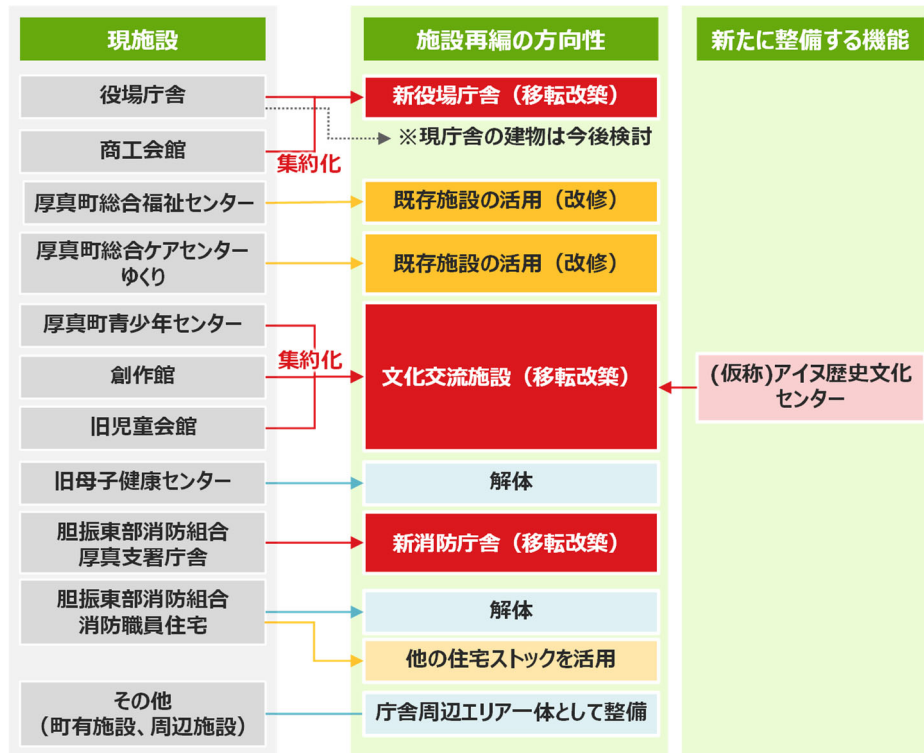 現施設
施設再編の方向性
新たに整備する機能
役場庁舎
新役場庁舎（移転改築）
※現庁舎の建物は今後検討
商工会館
集約化
厚真町総合福祉センター
既存施設の活用（改修）
厚真町総合ケアセンター
ゆくり
既存施設の活用（改修）
厚真町青少年センター
創作館
旧児童会館
集約化
文化交流施設（移転改築）
(仮称)アイヌ歴史文化
センター
旧母子健康センター
解体
胆振東部消防組合
厚真支署庁舎
新消防庁舎（移転改築）
胆振東部消防組合
消防職員住宅
解体
他の住宅ストックを活用
その他
（町有施設、周辺施設）
庁舎周辺エリア一体として整備